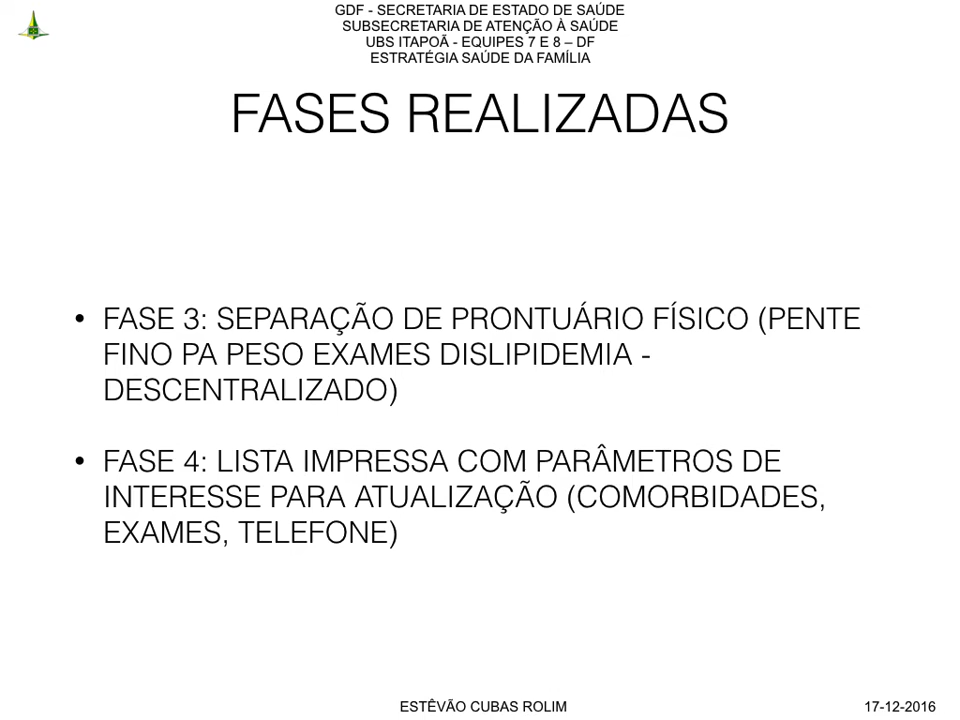 GDF - SECRETARIA DE ESTADO DE SAÚDE
SUBSECRETARIA DE ATENÇÃO À SAÚDE
UBS ITAPOÃ - EQUIPES 7 E 8 – DF
ESTRATÉGIA SAÚDE DA FAMÍLIA
FASES REALIZADAS
• FASE 3: SEPARAÇÃO DE PRONTUÁRIO FÍSICO (PENTE
FINO PA PESO EXAMES DISLIPIDEMIA -
DESCENTRALIZADO)
• FASE 4: LISTA IMPRESSA COM PARÂMETROS DE
INTERESSE PARA ATUALIZAÇÃO (COMORBIDADES,
EXAMES, TELEFONE)
ESTÊVÃO CUBAS ROLIM
17-12-2016